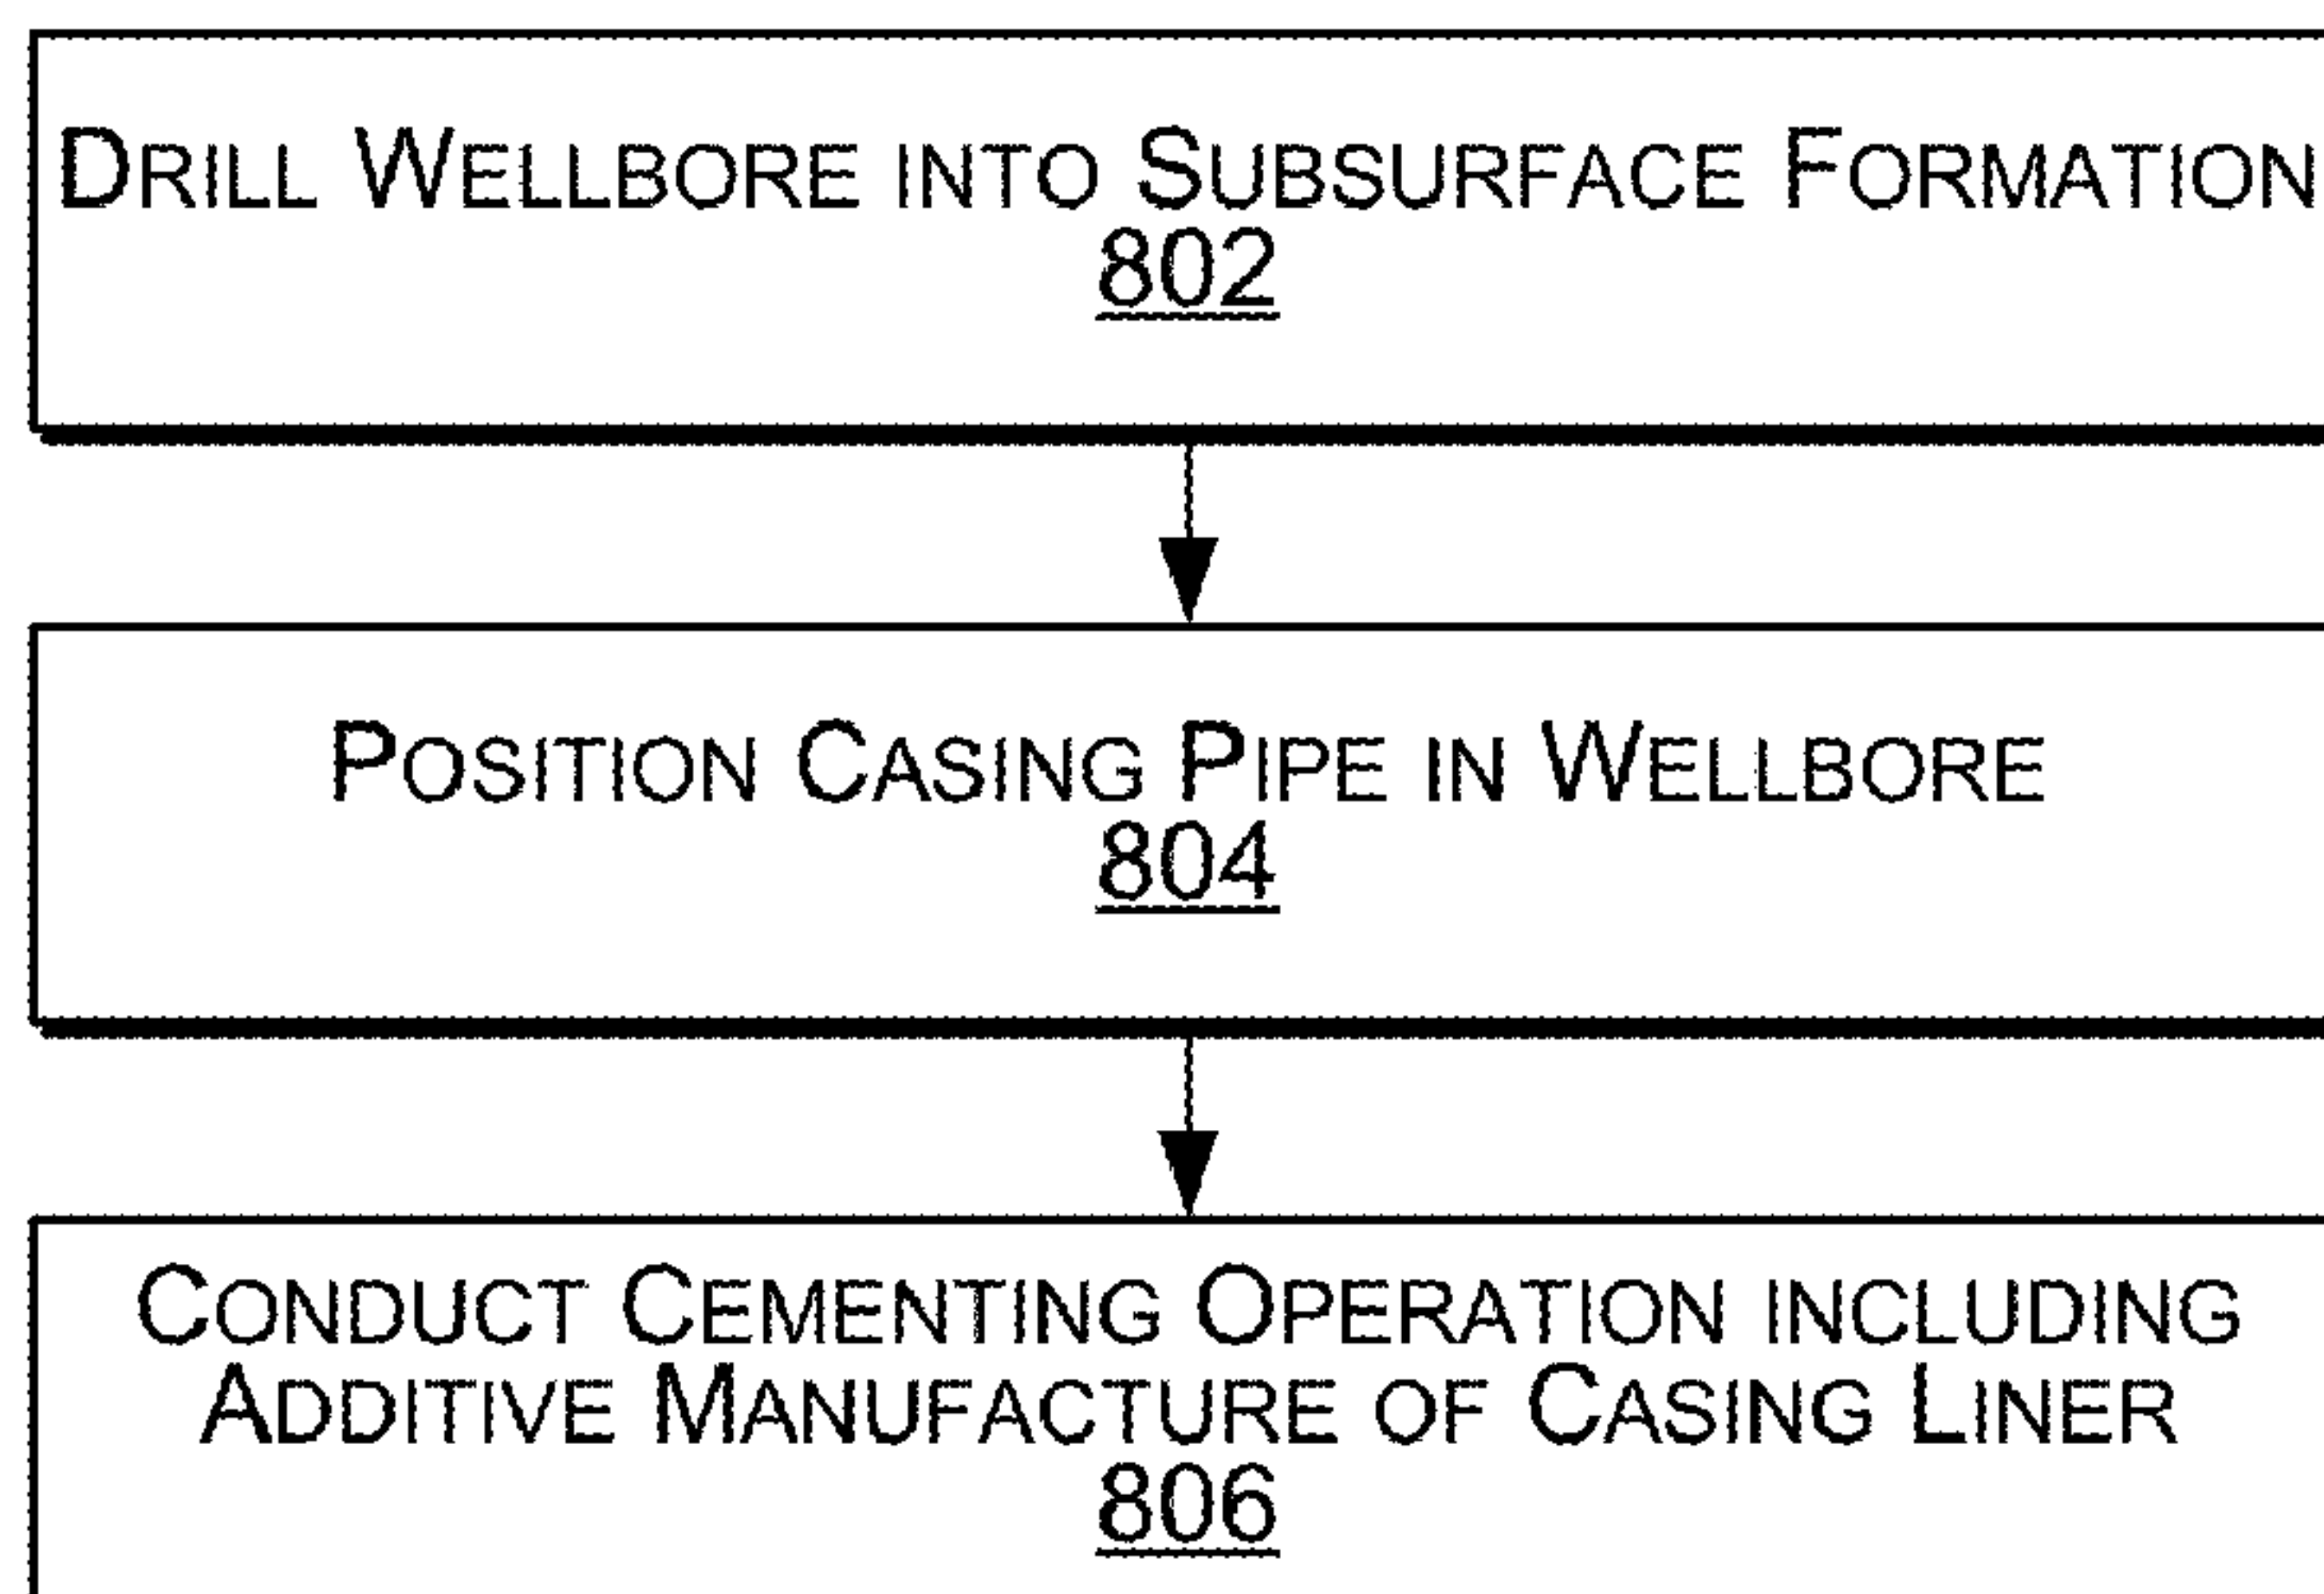 DRILL WELLBORE INTO SUBSURFACE FORMATION
802
POSITION CASING PIPE IN WELLBORE
804
CONDUCT CEMENTING OPERATION INCLUDING
ADDITIVE MANUFACTURE OF CASING LINER
806